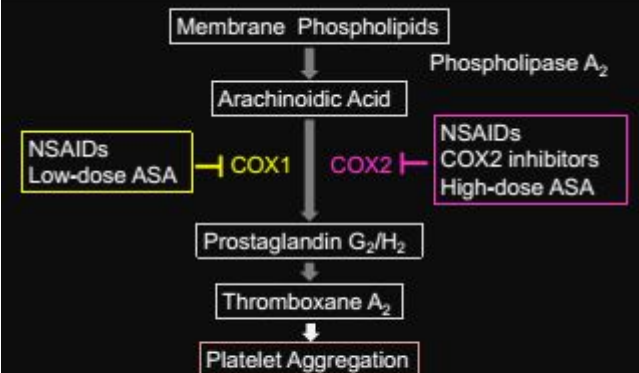 Membrane Phospholipids
Phospholipase A₂
Arachinoidic Acid
NSAIDs
Low-dose ASA
COX1
COX2
NSAIDs
COX2 inhibitors
High-dose ASA
Prostaglandin G₂/H₂
Thromboxane A₂
Platelet Aggregation